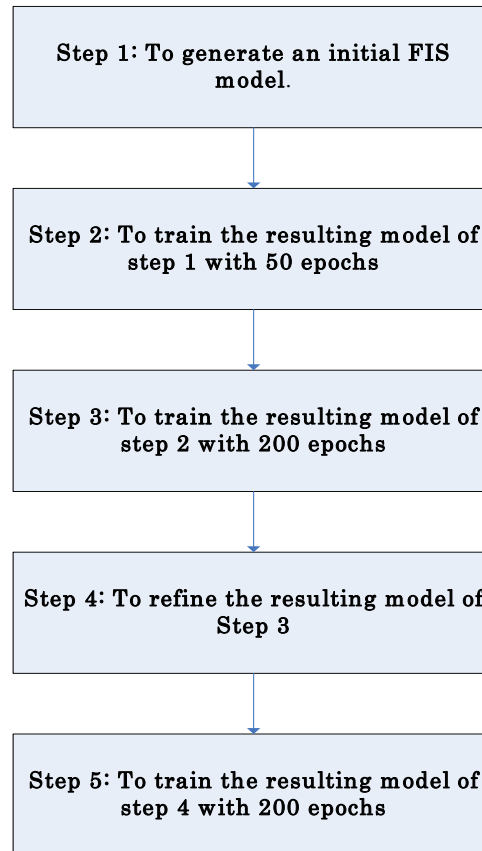 Step 1: To generate an initial FIS
model.
Step 2: To train the resulting model of
step 1 with 50 epochs
Step 3: To train the resulting model of
step 2 with 200 epochs
Step 4: To refine the resulting model of
Step 3
Step 5: To train the resulting model of
step 4 with 200 epochs